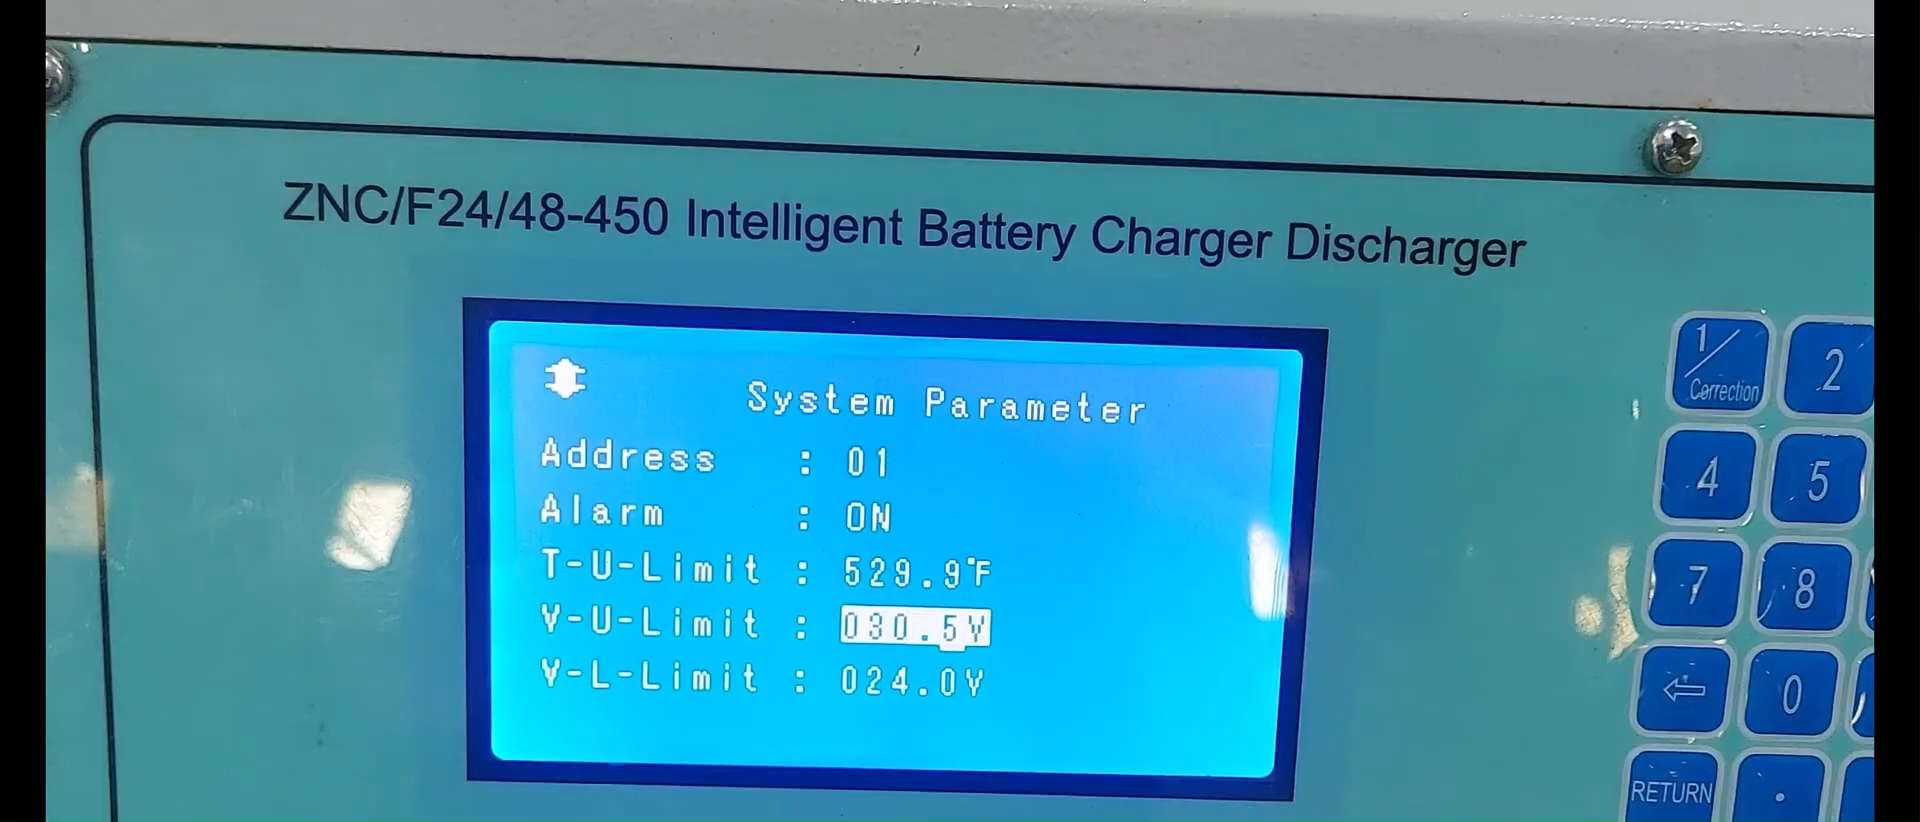 ZNC/F24/48-450 Intelligent Battery Charger Discharger
System Parameter
Address : 01
Alarm : ON
T-U-Limit : 529.9°F
V-U-Limit : 030.5V
V-L-Limit : 024.0V
1/Correction 2
4 5
7 8
0
RETURN .